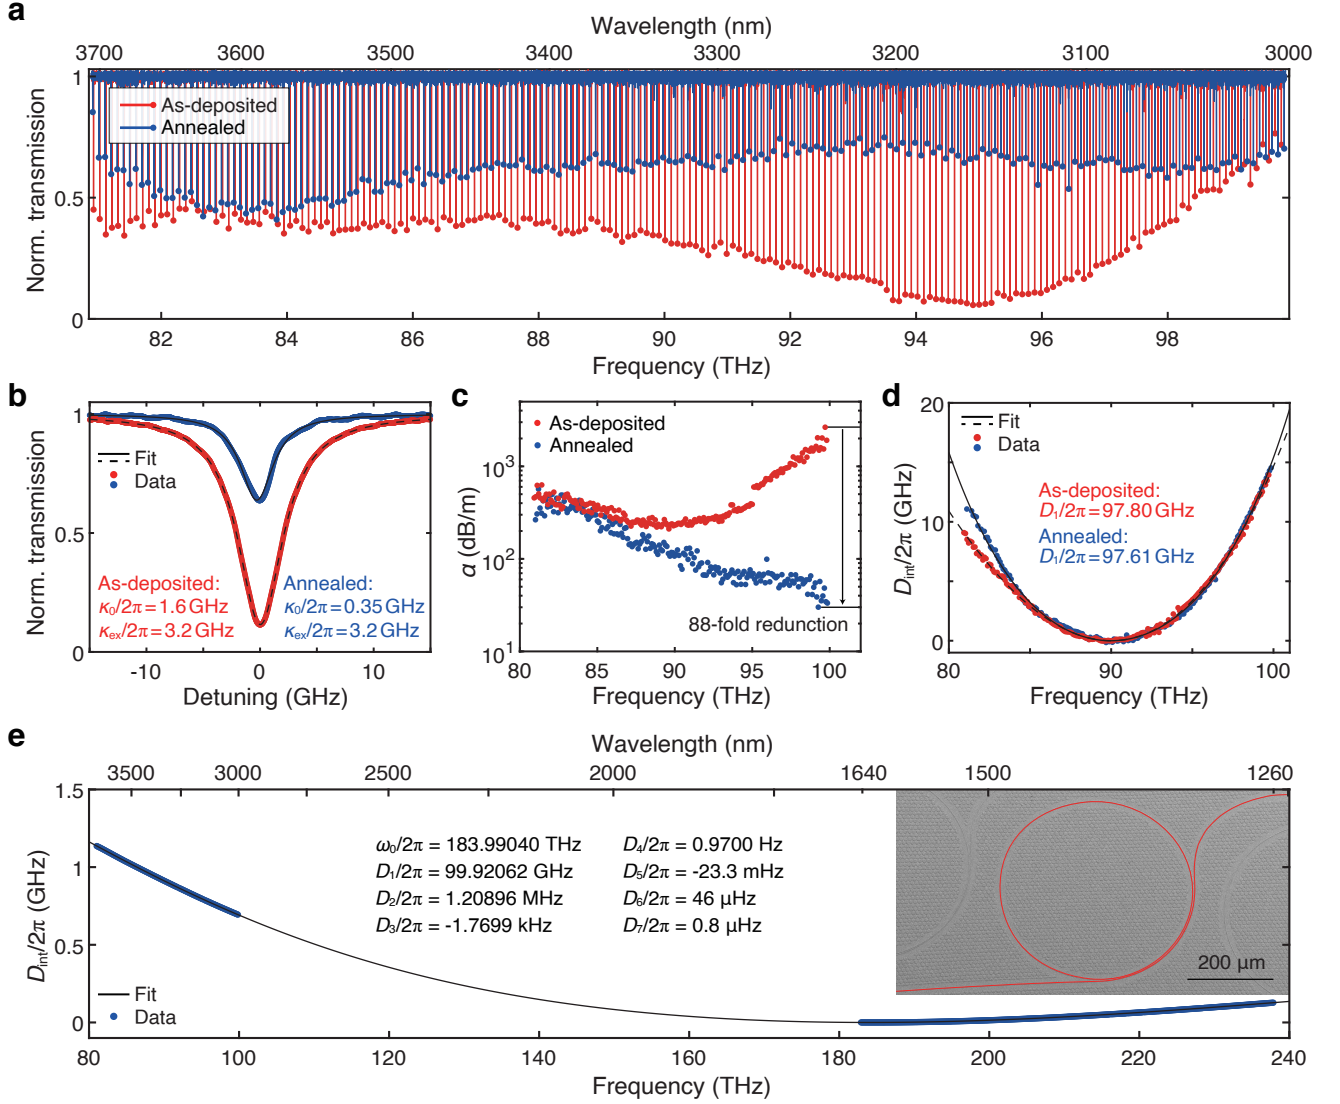 a
Wavelength (nm)
3700 3600 3500 3400 3300 3200 3100 3000
Norm. transmission
1
0.5
0
As-deposited
Annealed
82 84 86 88 90 92 94 96 98
Frequency (THz)
b
Norm. transmission
1
0.5
0
Fit
Data
As-deposited:
κ₀/2π = 1.6 GHz
κₑₓ/2π = 3.2 GHz
Annealed:
κ₀/2π = 0.35 GHz
κₑₓ/2π = 3.2 GHz
-10 0 10
Detuning (GHz)
c
α (dB/m)
10³
10²
10¹
As-deposited
Annealed
88-fold redunction
80 85 90 95 100
Frequency (THz)
d
D_int/2π (GHz)
20
10
0
Fit
Data
As-deposited:
D₁/2π = 97.80 GHz
Annealed:
D₁/2π = 97.61 GHz
80 90 100
Frequency (THz)
e
Wavelength (nm)
3500 3000 2500 2000 1640 1500 1260
D_int/2π (GHz)
1.5
1
0.5
0
ω₀/2π = 183.99040 THz
D₁/2π = 99.92062 GHz
D₂/2π = 1.20896 MHz
D₃/2π = -1.7699 kHz
D₄/2π = 0.9700 Hz
D₅/2π = -23.3 mHz
D₆/2π = 46 µHz
D₇/2π = 0.8 µHz
200 µm
Fit
Data
80 100 120 140 160 180 200 220 240
Frequency (THz)